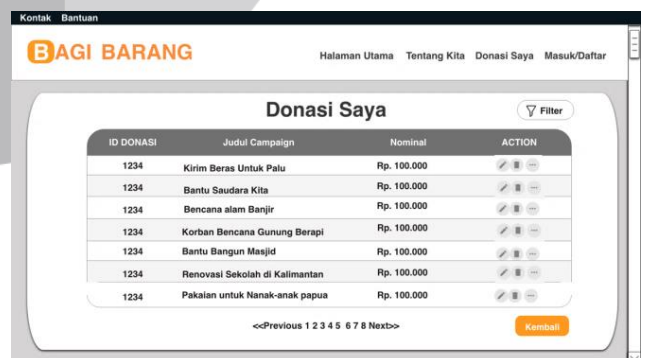 Kontak Bantuan
BAGI BARANG
Halaman Utama Tentang Kita Donasi Saya Masuk/Daftar
Donasi Saya
Filter
ID DONASI Judul Campaign Nominal ACTION
1234 Kirim Beras Untuk Palu Rp. 100.000
1234 Bantu Saudara Kita Rp. 100.000
1234 Bencana alam Banjir Rp. 100.000
1234 Korban Bencana Gunung Berapi Rp. 100.000
1234 Bantu Bangun Masjid Rp. 100.000
1234 Renovasi Sekolah di Kalimantan Rp. 100.000
1234 Pakaian untuk Nanak-anak papua Rp. 100.000
<<Previous 1 2 3 4 5 6 7 8 Next>>
Kembali